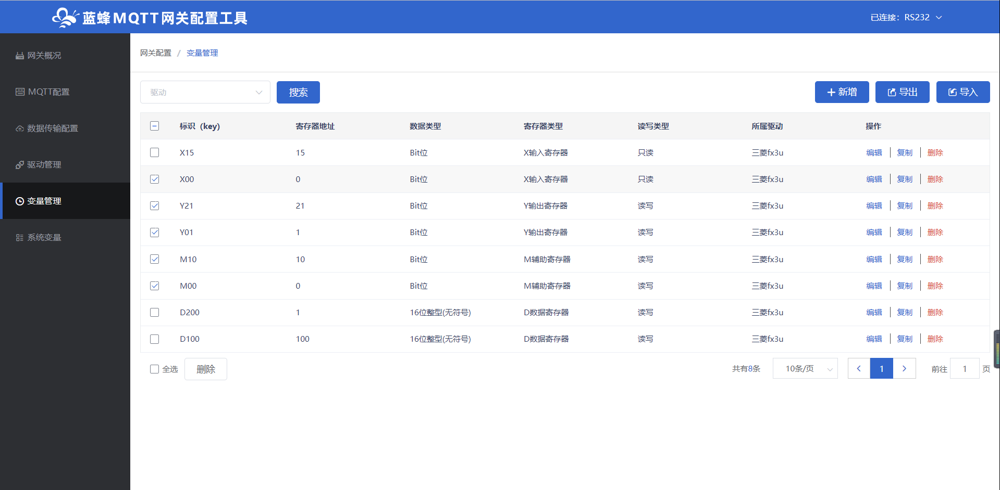 蓝蜂MQTT网关配置工具
已连接：RS232
网关概况
MQTT配置
数据传输配置
驱动管理
变量管理
系统变量
网关配置 / 变量管理
驱动
搜索
新增
导出
导入
标识（key） 寄存器地址 数据类型 寄存器类型 读写类型 所属驱动 操作
X15 15 Bit位 X输入寄存器 只读 三菱fx3u 编辑 复制 删除
X00 0 Bit位 X输入寄存器 只读 三菱fx3u 编辑 复制 删除
Y21 21 Bit位 Y输出寄存器 读写 三菱fx3u 编辑 复制 删除
Y01 1 Bit位 Y输出寄存器 读写 三菱fx3u 编辑 复制 删除
M10 10 Bit位 M辅助寄存器 读写 三菱fx3u 编辑 复制 删除
M00 0 Bit位 M辅助寄存器 读写 三菱fx3u 编辑 复制 删除
D200 1 16位整型(无符号) D数据寄存器 读写 三菱fx3u 编辑 复制 删除
D100 100 16位整型(无符号) D数据寄存器 读写 三菱fx3u 编辑 复制 删除
全选 删除 共有8条 10条/页 1 前往 1 页